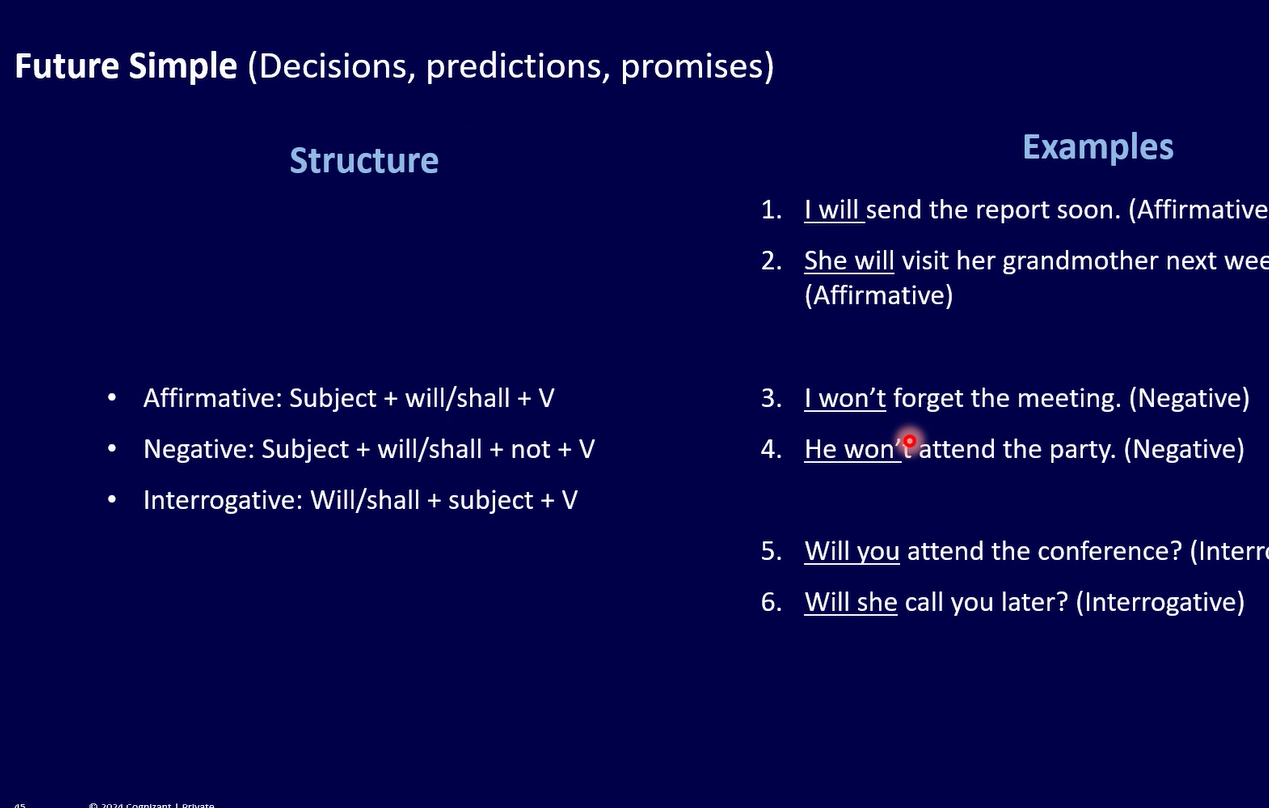 Future Simple (Decisions, predictions, promises)
Structure
• Affirmative: Subject + will/shall + V
• Negative: Subject + will/shall + not + V
• Interrogative: Will/shall + subject + V
Examples
1. I will send the report soon. (Affirmative
2. She will visit her grandmother next wee
(Affirmative)
3. I won’t forget the meeting. (Negative)
4. He won’t attend the party. (Negative)
5. Will you attend the conference? (Interro
6. Will she call you later? (Interrogative)
45 © 2024 Cognizant | Private